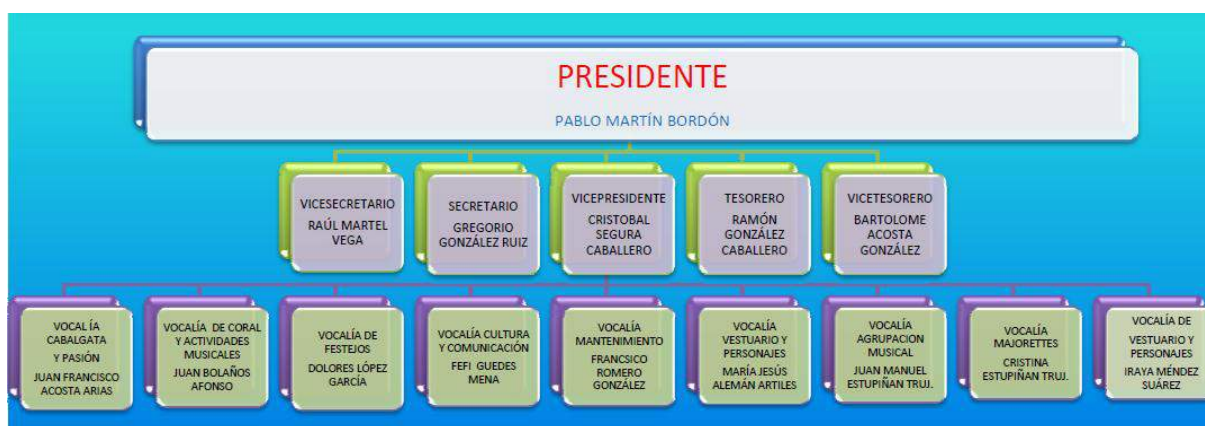 PRESIDENTE
PABLO MARTÍN BORDÓN
VICESECRETARIO
RAÚL MARTEL
VEGA
SECRETARIO
GREGORIO
GONZÁLEZ RUIZ
VICEPRESIDENTE
CRISTOBAL
SEGURA
CABALLERO
TESORERO
RAMÓN
GONZÁLEZ
CABALLERO
VICETESORERO
BARTOLOME
ACOSTA
GONZÁLEZ
VOCALÍA
CABALGATA
Y PASIÓN
JUAN FRANCISCO
ACOSTA ARIAS
VOCALÍA DE CORAL
Y ACTIVIDADES
MUSICALES
JUAN BOLAÑOS
AFONSO
VOCALÍA DE
FESTEJOS
DOLORES LÓPEZ
GARCÍA
VOCALÍA CULTURA
Y COMUNICACIÓN
FEFI GUEDES
MENA
VOCALÍA
MANTENIMIENTO
FRANCSICO
ROMERO
GONZÁLEZ
VOCALÍA
VESTUARIO Y
PERSONAJES
MARÍA JESÚS
ALEMÁN ARTILES
VOCALÍA
AGRUPACION
MUSICAL
JUAN MANUEL
ESTUPIÑAN TRUJ.
VOCALÍA
MAJORETTES
CRISTINA
ESTUPIÑAN TRUJ.
VOCALÍA DE
VESTUARIO Y
PERSONAJES
IRAYA MÉNDEZ
SUÁREZ